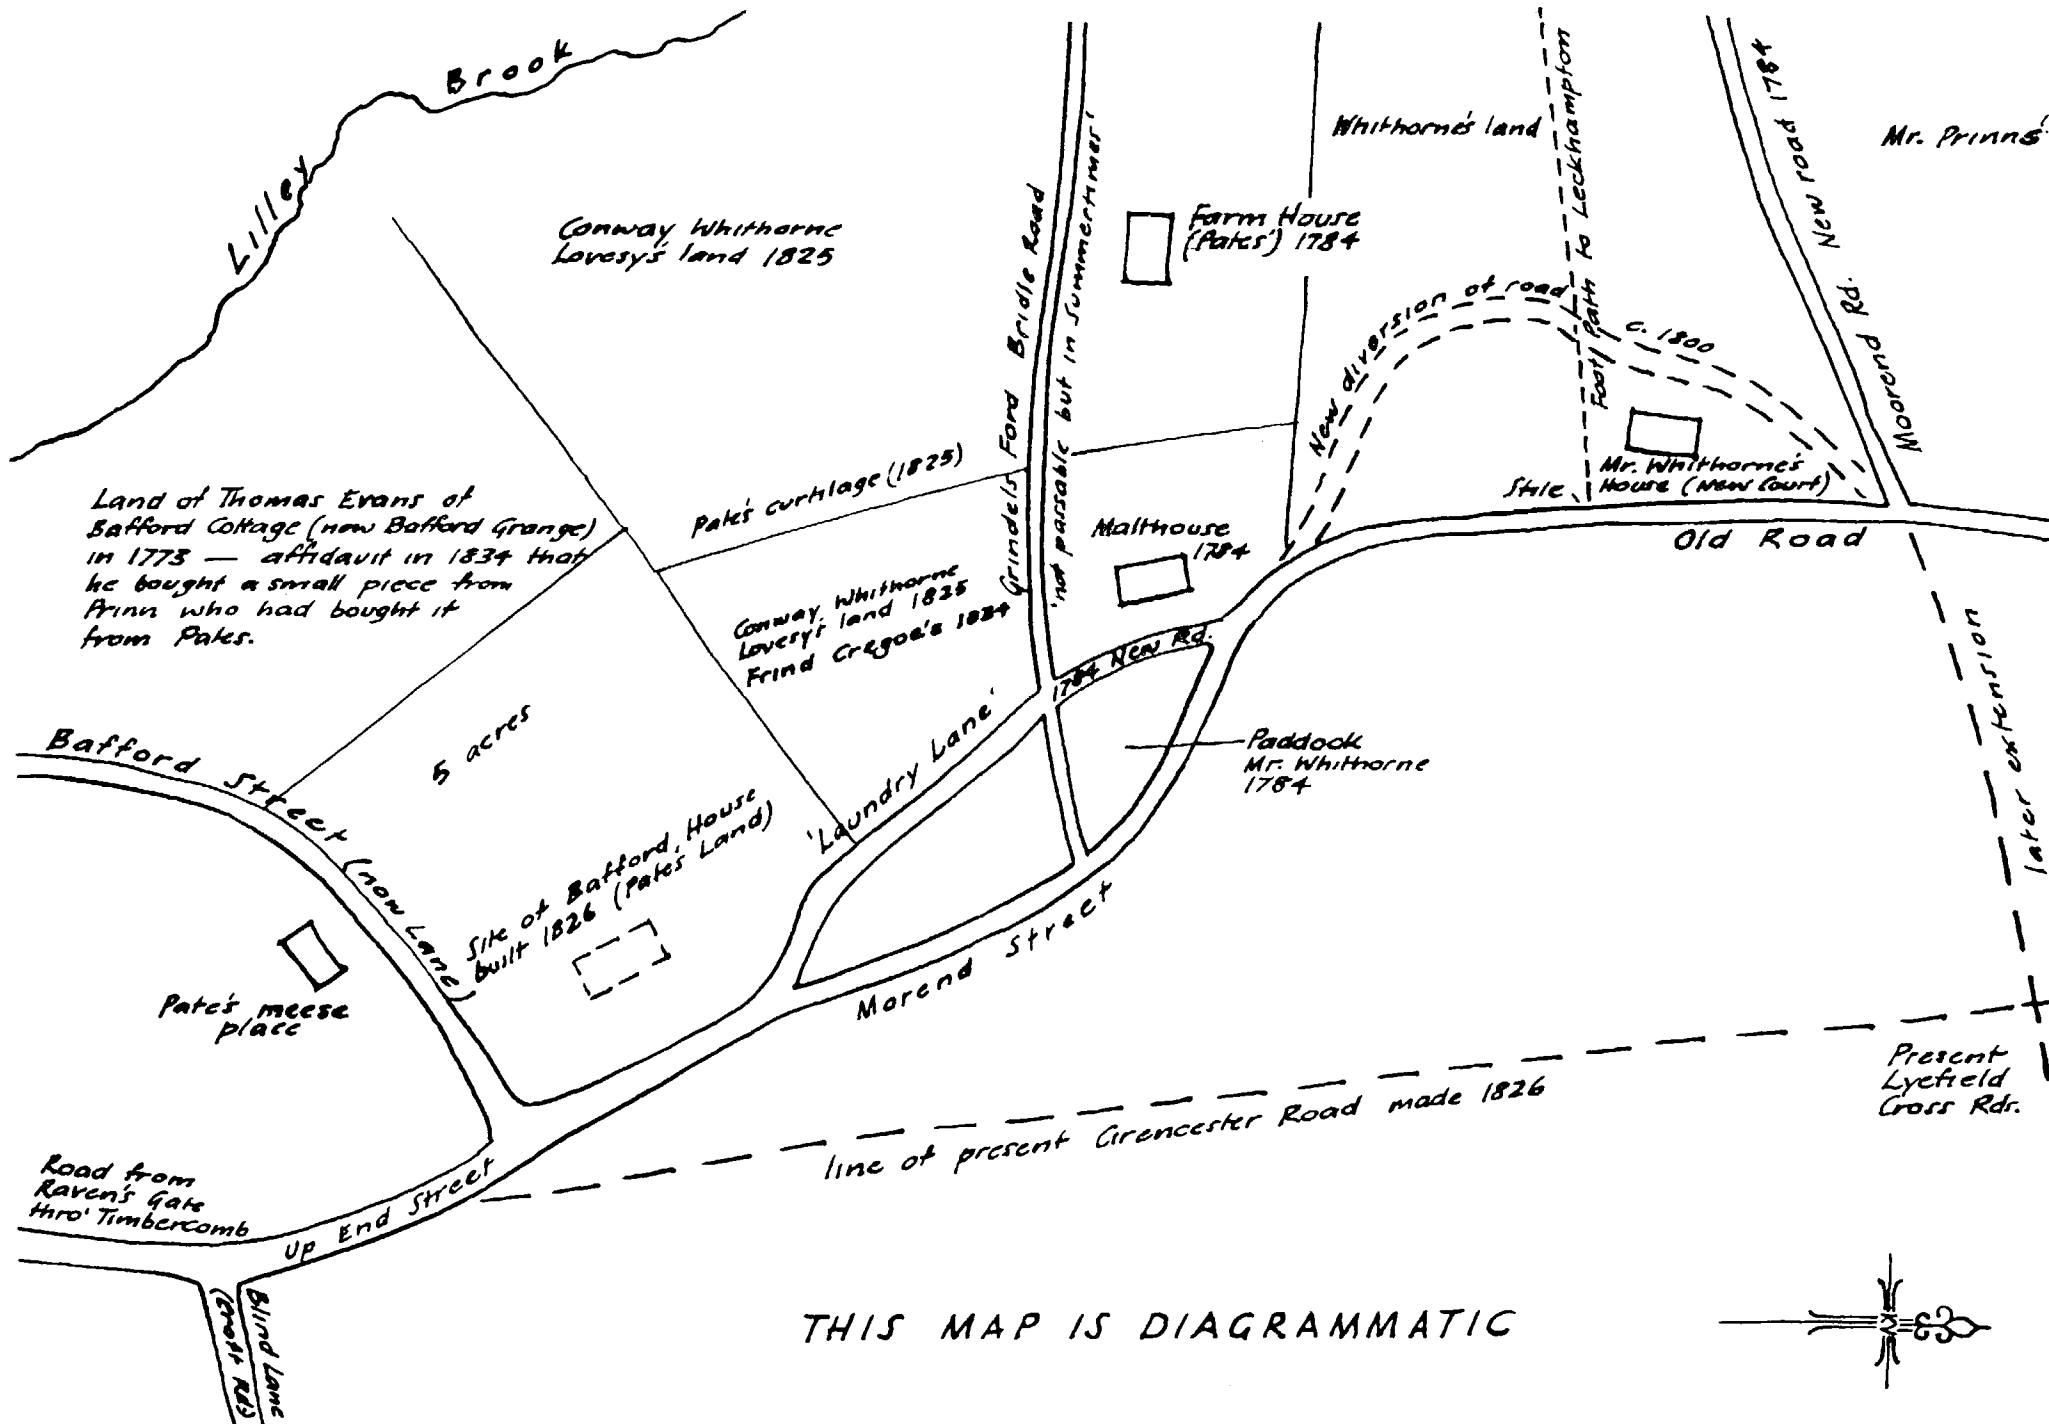 Lilley Brook
Conway Whithorne
Lovesy's land 1825
Grindels Ford Bridle Road
'not passable but in summertimes'
Farm House
(Pates') 1784
Whithorne's land
Foot/Path to Leckhampton
Moorend Rd. New road 1784
Mr. Prinns'
New diversion of road c. 1800
Mr. Whithorne's
House (New Court)
Stile
Old Road
Land of Thomas Evans of
Bafford Cottage (now Bafford Grange)
in 1773 — affidavit in 1834 that
he bought a small piece from
Prinn who had bought it
from Pates.
Pate's curtilage (1825)
Malthouse
1784
Conway Whithorne
Lovesy's land 1825
Frind Cregoe's 1834
1784 New Rd.
'Laundry Lane'
Paddock
Mr. Whithorne
1784
later extension
Bafford Street (now Lane)
5 acres
Site of Bafford House
built 1826 (Pate's Land)
Pate's meese
place
Morend Street
line of present Cirencester Road made 1826
Present
Lyefield
Cross Rds.
Road from
Raven's Gate
thro' Timbercomb
Up End Street
Blind Lane
(Croft Rd)
THIS MAP IS DIAGRAMMATIC